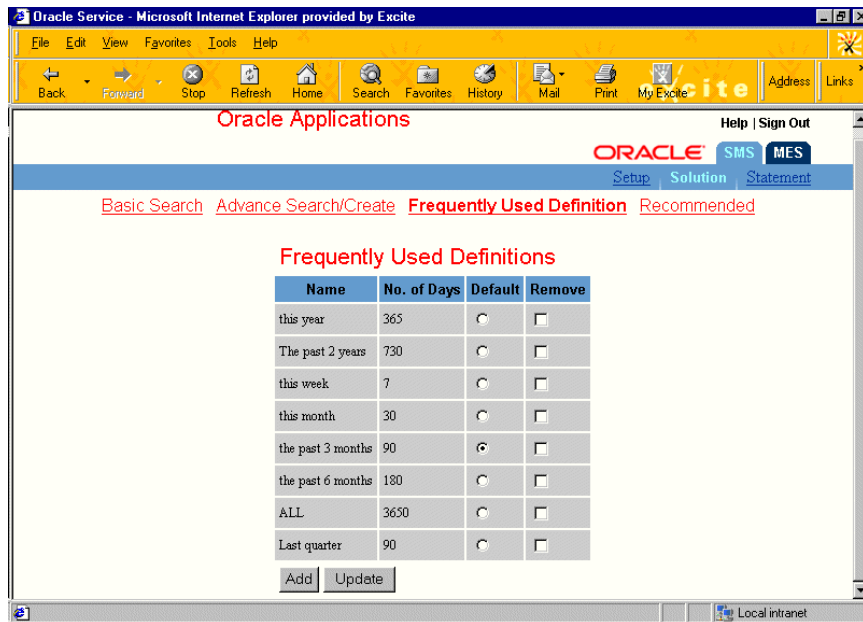 Oracle Service - Microsoft Internet Explorer provided by Excite
File Edit View Favorites Tools Help
Back Forward Stop Refresh Home Search Favorites History Mail Print My Excite excite Address Links
Oracle Applications
Help | Sign Out
ORACLE SMS MES
Setup Solution Statement
Basic Search Advance Search/Create Frequently Used Definition Recommended
Frequently Used Definitions
Name No. of Days Default Remove
this year 365
The past 2 years 730
this week 7
this month 30
the past 3 months 90
the past 6 months 180
ALL 3650
Last quarter 90
Add Update
Local intranet